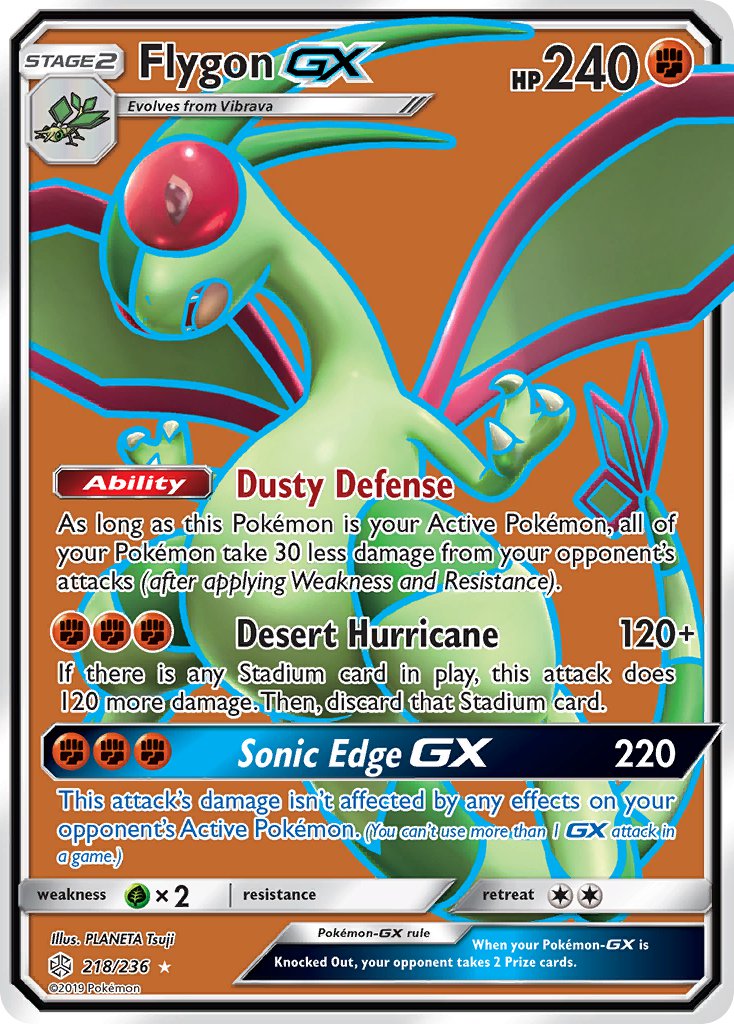 STAGE 2 Flygon GX HP 240
Evolves from Vibrava
Ability Dusty Defense
As long as this Pokémon is your Active Pokémon, all of
your Pokémon take 30 less damage from your opponent's
attacks (after applying Weakness and Resistance).
Desert Hurricane 120+
If there is any Stadium card in play, this attack does
120 more damage. Then, discard that Stadium card.
Sonic Edge GX 220
This attack's damage isn't affected by any effects on your
opponent's Active Pokémon. (You can't use more than 1 GX attack in
a game.)
weakness × 2 resistance retreat
Illus. PLANETA Tsuji
218/236
©2019 Pokémon
Pokémon-GX rule
When your Pokémon-GX is
Knocked Out, your opponent takes 2 Prize cards.